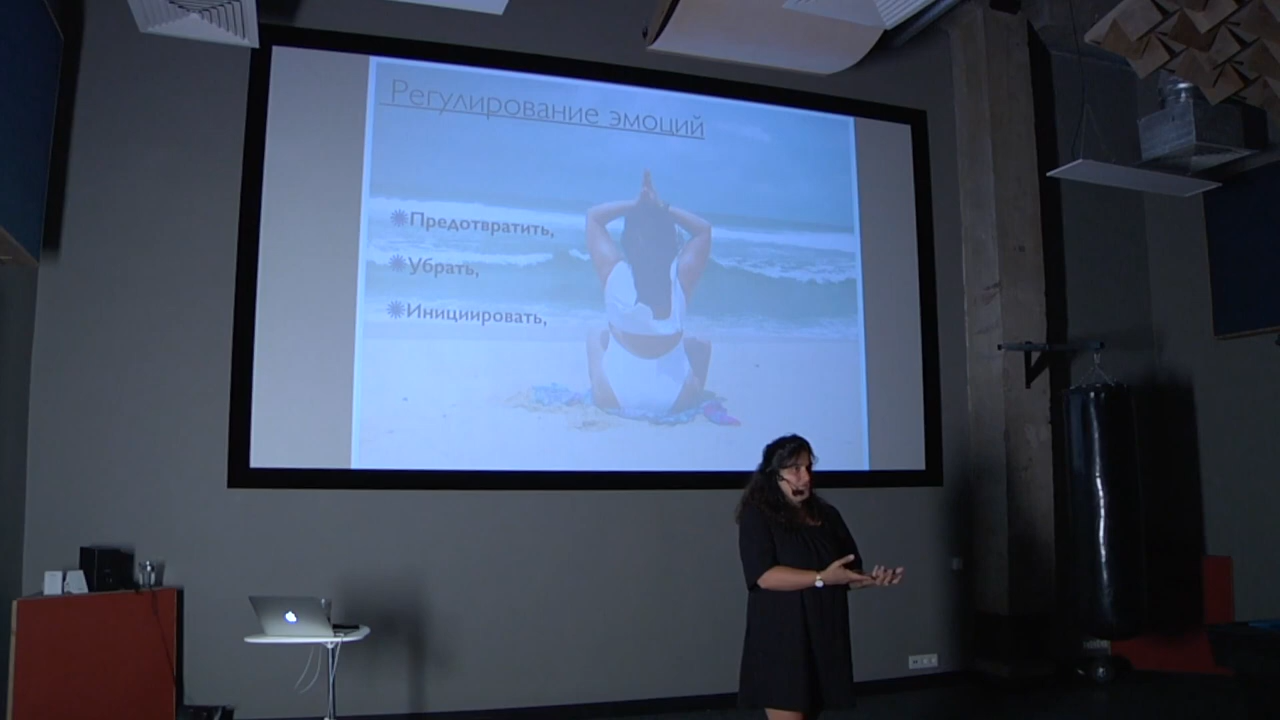 Регулирование эмоций
Предотвратить,
Убрать,
Инициировать,